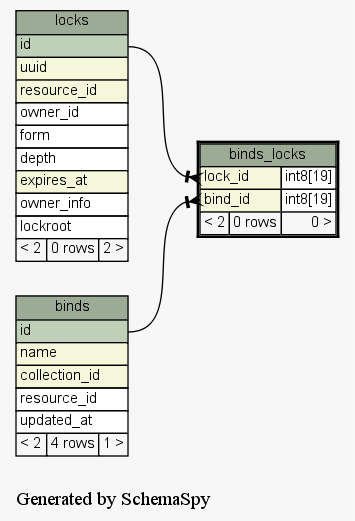 locks
id
uuid
resource_id
owner_id
form
depth
expires_at
owner_info
lockroot
< 2 0 rows 2 >
binds_locks
lock_id int8[19]
bind_id int8[19]
< 2 0 rows 0 >
binds
id
name
collection_id
resource_id
updated_at
< 2 4 rows 1 >
Generated by SchemaSpy